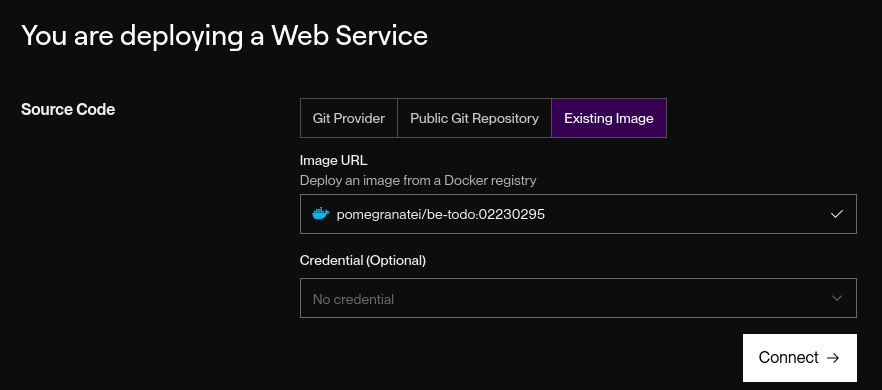 You are deploying a Web Service
Source Code
Git Provider Public Git Repository Existing Image
Image URL
Deploy an image from a Docker registry
pomegranatei/be-todo:02230295
Credential (Optional)
No credential
Connect →